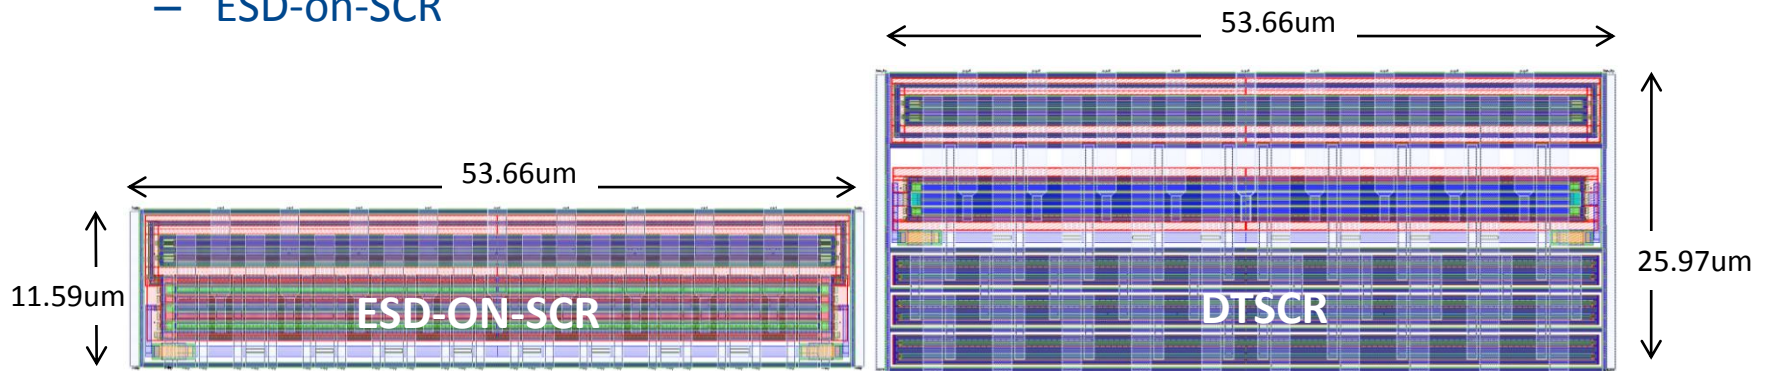 – ESD-on-SCR
53.66um
53.66um
11.59um
25.97um
ESD-ON-SCR
DTSCR